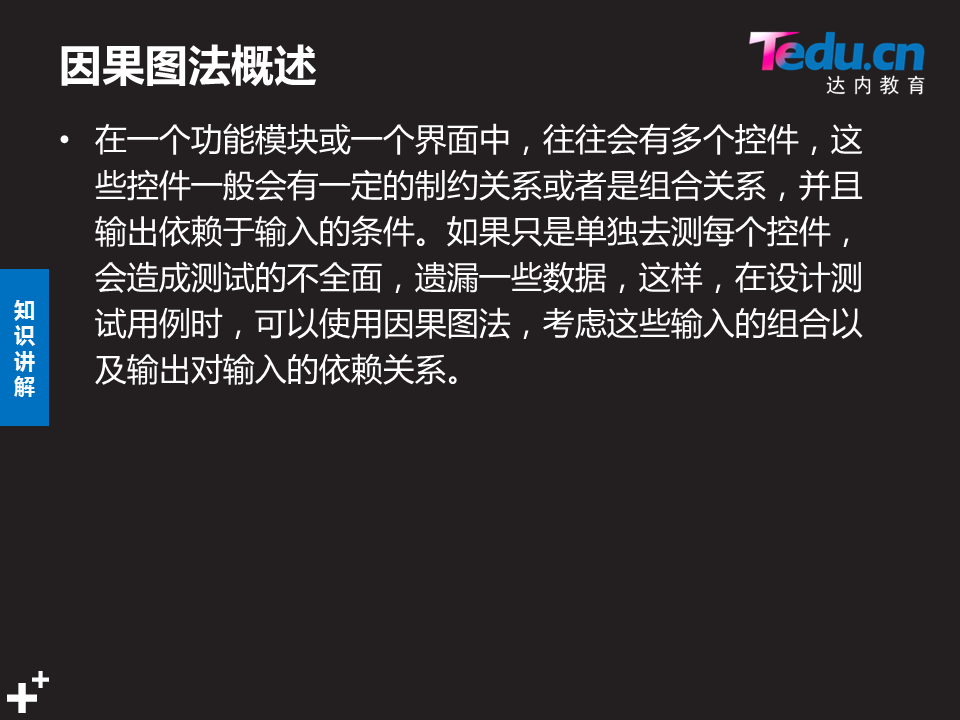 因果图法概述
Tedu.cn
达内教育
• 在一个功能模块或一个界面中，往往会有多个控件，这
些控件一般会有一定的制约关系或者是组合关系，并且
输出依赖于输入的条件。如果只是单独去测每个控件，
会造成测试的不全面，遗漏一些数据，这样，在设计测
试用例时，可以使用因果图法，考虑这些输入的组合以
及输出对输入的依赖关系。
知识讲解